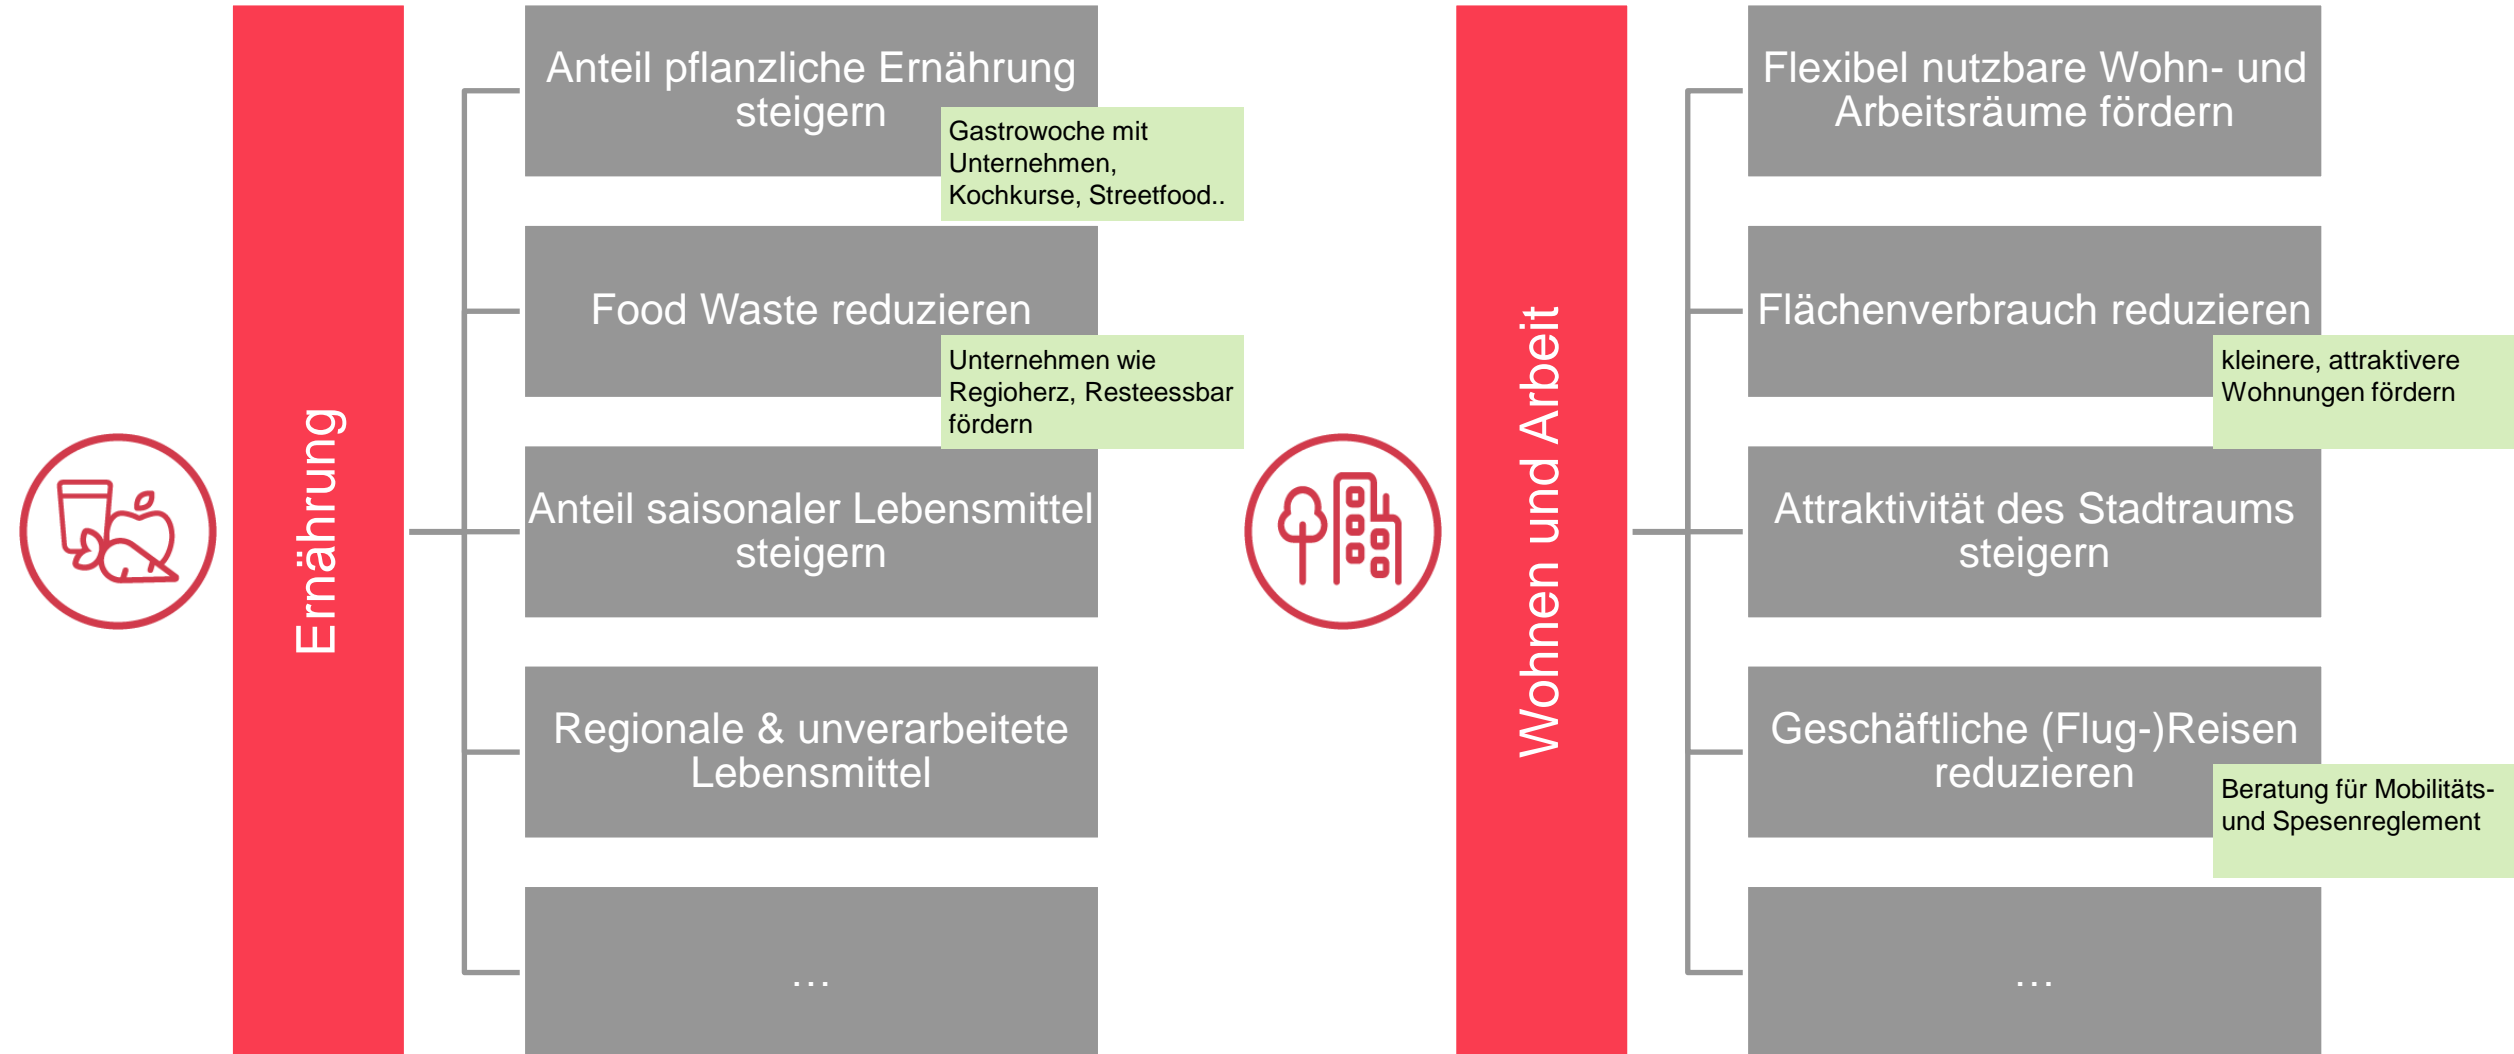 Ernährung
Anteil pflanzliche Ernährung
steigern
Gastrowoche mit
Unternehmen,
Kochkurse, Streetfood..
Food Waste reduzieren
Unternehmen wie
Regioherz, Resteessbar
fördern
Anteil saisonaler Lebensmittel
steigern
Regionale & unverarbeitete
Lebensmittel
…
Wohnen und Arbeit
Flexibel nutzbare Wohn- und
Arbeitsräume fördern
Flächenverbrauch reduzieren
kleinere, attraktivere
Wohnungen fördern
Attraktivität des Stadtraums
steigern
Geschäftliche (Flug-)Reisen
reduzieren
Beratung für Mobilitäts-
und Spesenreglement
…